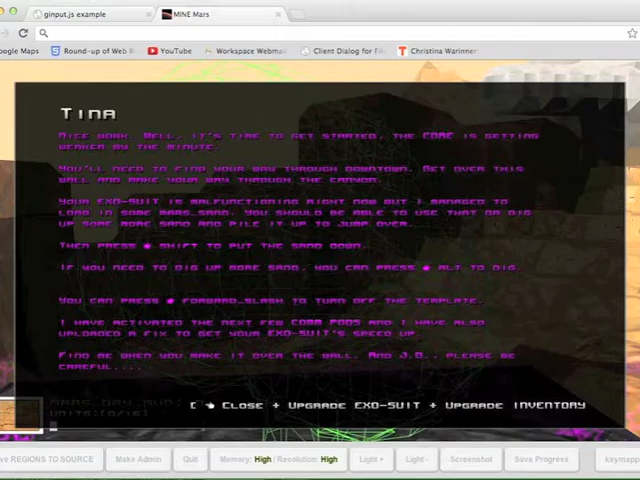 ginput.js example
MINE Mars
oogle Maps Round-up of Web YouTube Workspace Webma Client Dialog for Fi Christina Warinner
Tina
Nice work. Well, it's time to get started, the CORE is getting
weaker by the minute.
You'll need to find your way through downtown. Get over this
wall and make your way through the canyon.
Your EXO-SUIT is malfunctioning right now but I managed to
load in some mars_sand. You should be able to use that or dig
up some more sand and pile it up to jump over.
Then press SHIFT to put the sand down.
If you need to dig up more sand, you can press ALT to dig.
You can press FORWARD_SLASH to turn off the template.
I have activated the next few COMM PODS and I have also
uploaded a fix to get your EXO-SUIT's speed up.
Find me when you make it over the wall. And J.D., please be
careful....
[ Close + Upgrade EXO-SUIT + Upgrade INVENTORY
UNITS:(0/16)
ve REGIONS TO SOURCE Make Admin Quit Memory: High / Resolution: High Light + Light - Screenshot Save Progress keymapp